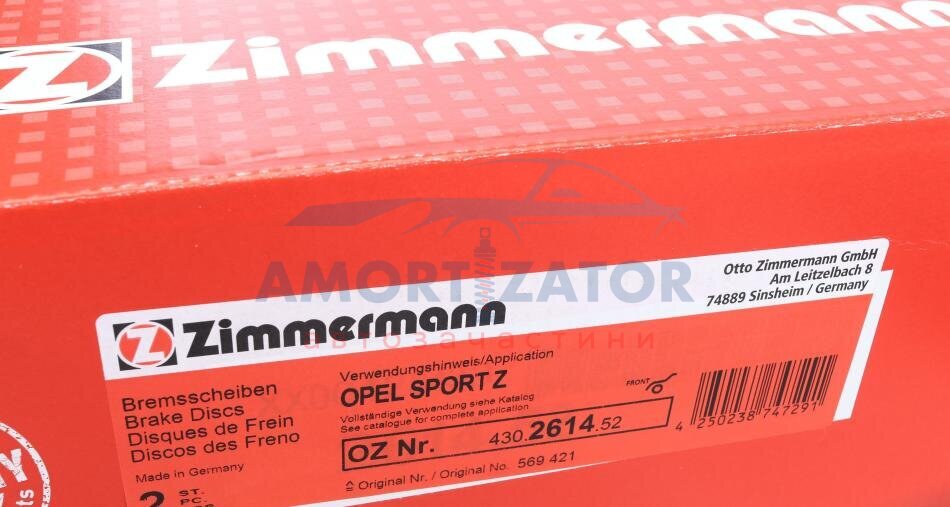 Z Zimmermann
AMORTIZATOR
автозапчастини
Z Zimmermann
Otto Zimmermann GmbH
Am Leitzelbach 8
74889 Sinsheim / Germany
Bremsscheiben
Brake Discs
Disques de Frein
Discos des Freno
Made in Germany
2 ST.
PC.
Verwendungshinweis/Application
OPEL SPORT Z
Vollständige Verwendung siehe Katalog
See catalogue for complete application
OZ Nr. 430.2614.52
≙ Original Nr. / Original No. 569 421
FRONT
4 250238 747291